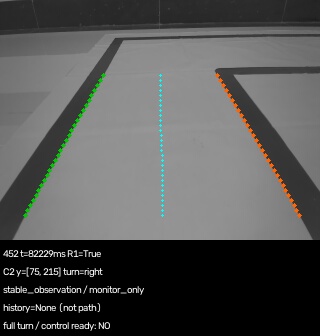 452 t=82229ms R1=True
C2 y=[75, 215] turn=right
stable_observation / monitor_only
history=None (not path)
full turn / control ready: NO